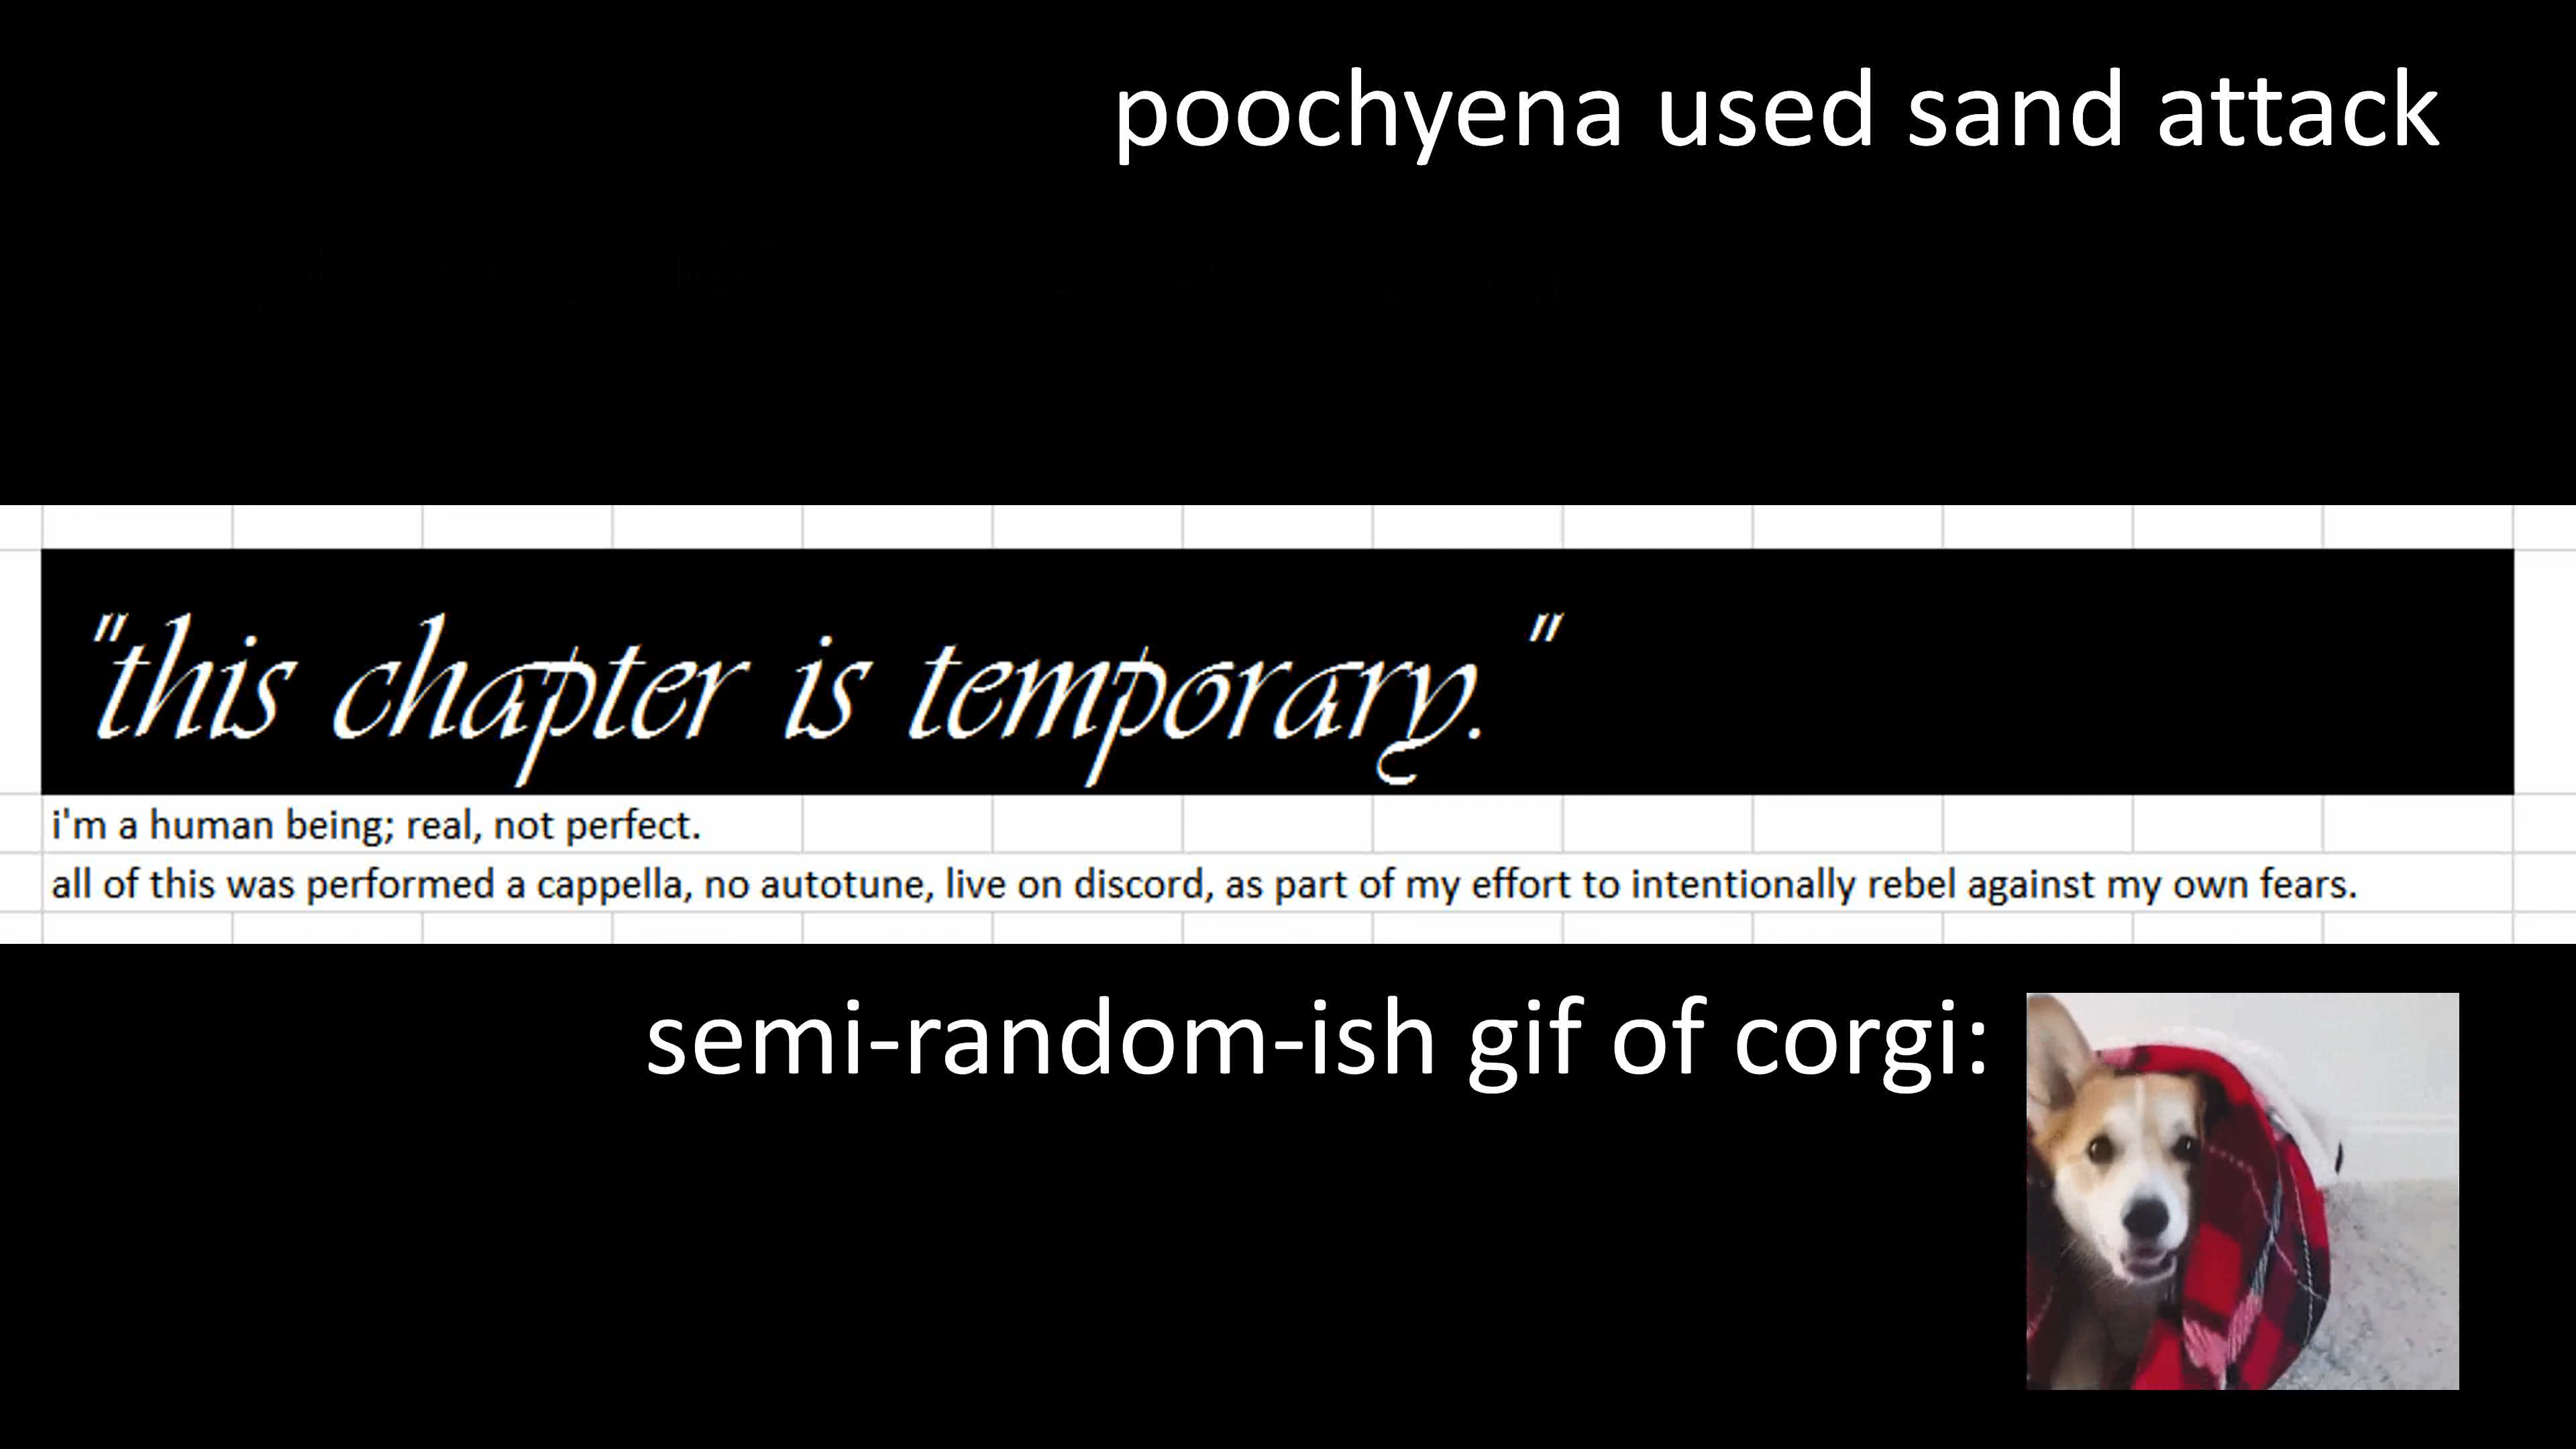 poochyena used sand attack
"this chapter is temporary."
i'm a human being; real, not perfect.
all of this was performed a cappella, no autotune, live on discord, as part of my effort to intentionally rebel against my own fears.
semi-random-ish gif of corgi: